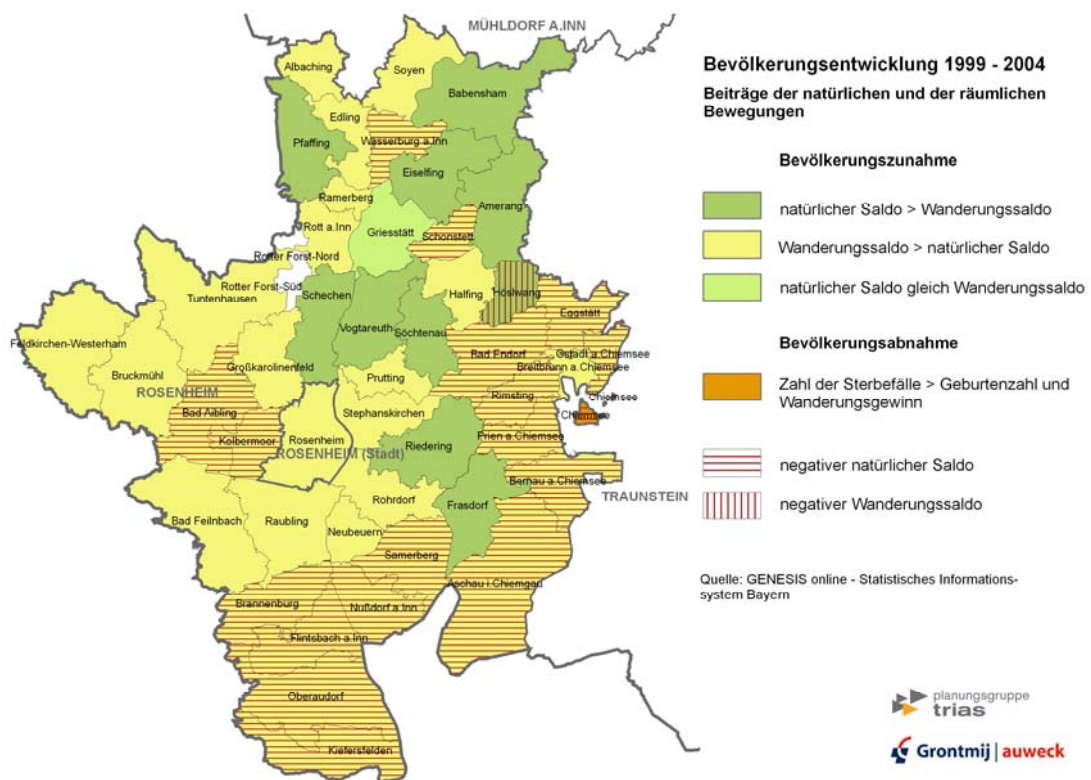 MÜHLDORF A.INN
Albaching
Soyen
Babensham
Edling
Wasserburg a.Inn
Pfaffing
Eiselfing
Ramerberg
Amerang
Rott a.Inn
Griesstätt
Schonstett
Rotter Forst-Nord
Rotter Forst-Süd
Tuntenhausen
Schechen
Halfing
Höslwang
Eggstätt
Vogtareuth
Söchtenau
Feldkirchen-Westerham
Bad Endorf
Gstadt a.Chiemsee
Breitbrunn a.Chiemsee
Bruckmühl
Großkarolinenfeld
Prutting
ROSENHEIM
Rimsting
Chiemsee
Bad Aibling
Stephanskirchen
Chiemsee
Kolbermoor
Rosenheim
Riedering
Prien a.Chiemsee
ROSENHEIM (Stadt)
Bernau a.Chiemsee
TRAUNSTEIN
Rohrdorf
Frasdorf
Bad Feilnbach
Raubling
Neubeuern
Samerberg
Aschau i.Chiemgau
Brannenburg
Nußdorf a.Inn
Flintsbach a.Inn
Oberaudorf
Kiefersfelden
Bevölkerungsentwicklung 1999 - 2004
Beiträge der natürlichen und der räumlichen
Bewegungen
Bevölkerungszunahme
natürlicher Saldo > Wanderungssaldo
Wanderungssaldo > natürlicher Saldo
natürlicher Saldo gleich Wanderungssaldo
Bevölkerungsabnahme
Zahl der Sterbefälle > Geburtenzahl und
Wanderungsgewinn
negativer natürlicher Saldo
negativer Wanderungssaldo
Quelle: GENESIS online - Statistisches Informations-
system Bayern
planungsgruppe
trias
Grontmij | auweck